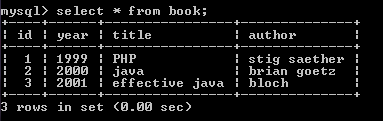 mysql> select * from book;
+----+------+----------------+--------------+
| id | year | title          | author       |
+----+------+----------------+--------------+
|  1 | 1999 | PHP            | stig saether |
|  2 | 2000 | java           | brian goetz  |
|  3 | 2001 | effective java | bloch        |
+----+------+----------------+--------------+
3 rows in set (0.00 sec)